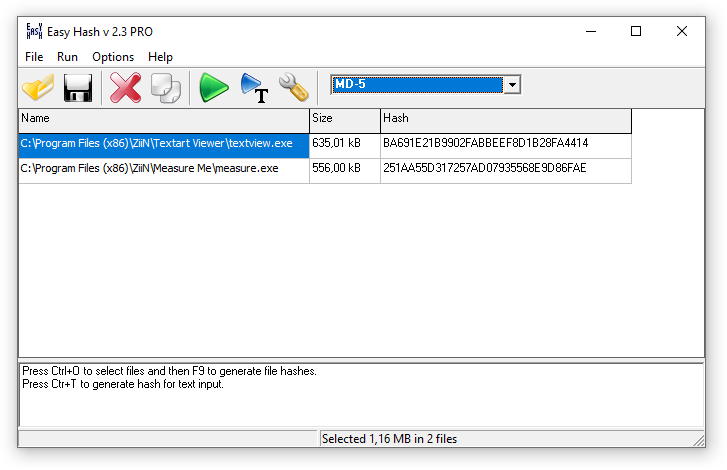 Easy Hash v 2.3 PRO
File Run Options Help
T
MD-5
Name Size Hash
C:\Program Files (x86)\ZiiN\Textart Viewer\textview.exe 635,01 kB BA691E21B9902FABBEEF8D1B28FA4414
C:\Program Files (x86)\ZiiN\Measure Me\measure.exe 556,00 kB 251AA55D317257AD07935568E9D86FAE
Press Ctrl+O to select files and then F9 to generate file hashes.
Press Ctr+T to generate hash for text input.
Selected 1,16 MB in 2 files